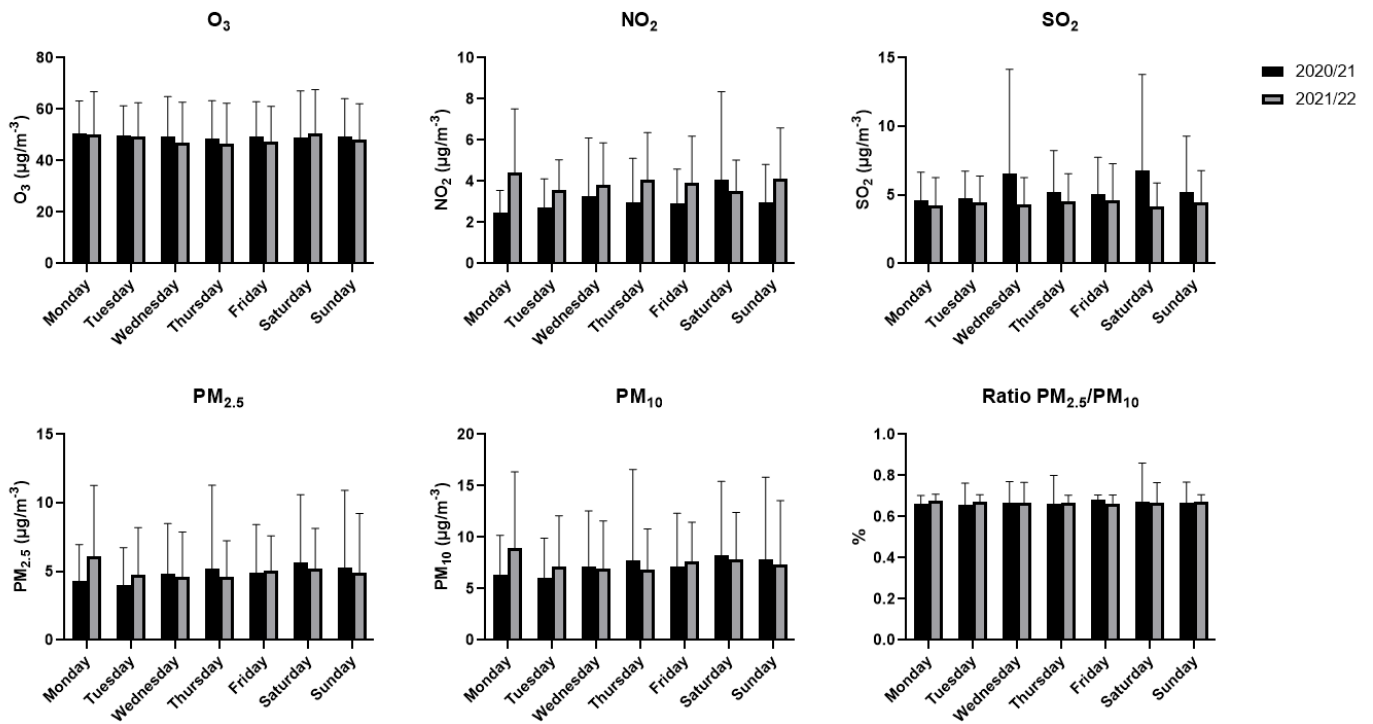 O₃
NO₂
SO₂
2020/21
2021/22
O₃ (µg/m⁻³)
80
60
40
20
0
Monday
Tuesday
Wednesday
Thursday
Friday
Saturday
Sunday
NO₂ (µg/m⁻³)
10
8
6
4
2
0
Monday
Tuesday
Wednesday
Thursday
Friday
Saturday
Sunday
SO₂ (µg/m⁻³)
15
10
5
0
Monday
Tuesday
Wednesday
Thursday
Friday
Saturday
Sunday
PM₂.₅
PM₁₀
Ratio PM₂.₅/PM₁₀
PM₂.₅ (µg/m⁻³)
15
10
5
0
Monday
Tuesday
Wednesday
Thursday
Friday
Saturday
Sunday
PM₁₀ (µg/m⁻³)
20
15
10
5
0
Monday
Tuesday
Wednesday
Thursday
Friday
Saturday
Sunday
%
1.0
0.8
0.6
0.4
0.2
0.0
Monday
Tuesday
Wednesday
Thursday
Friday
Saturday
Sunday